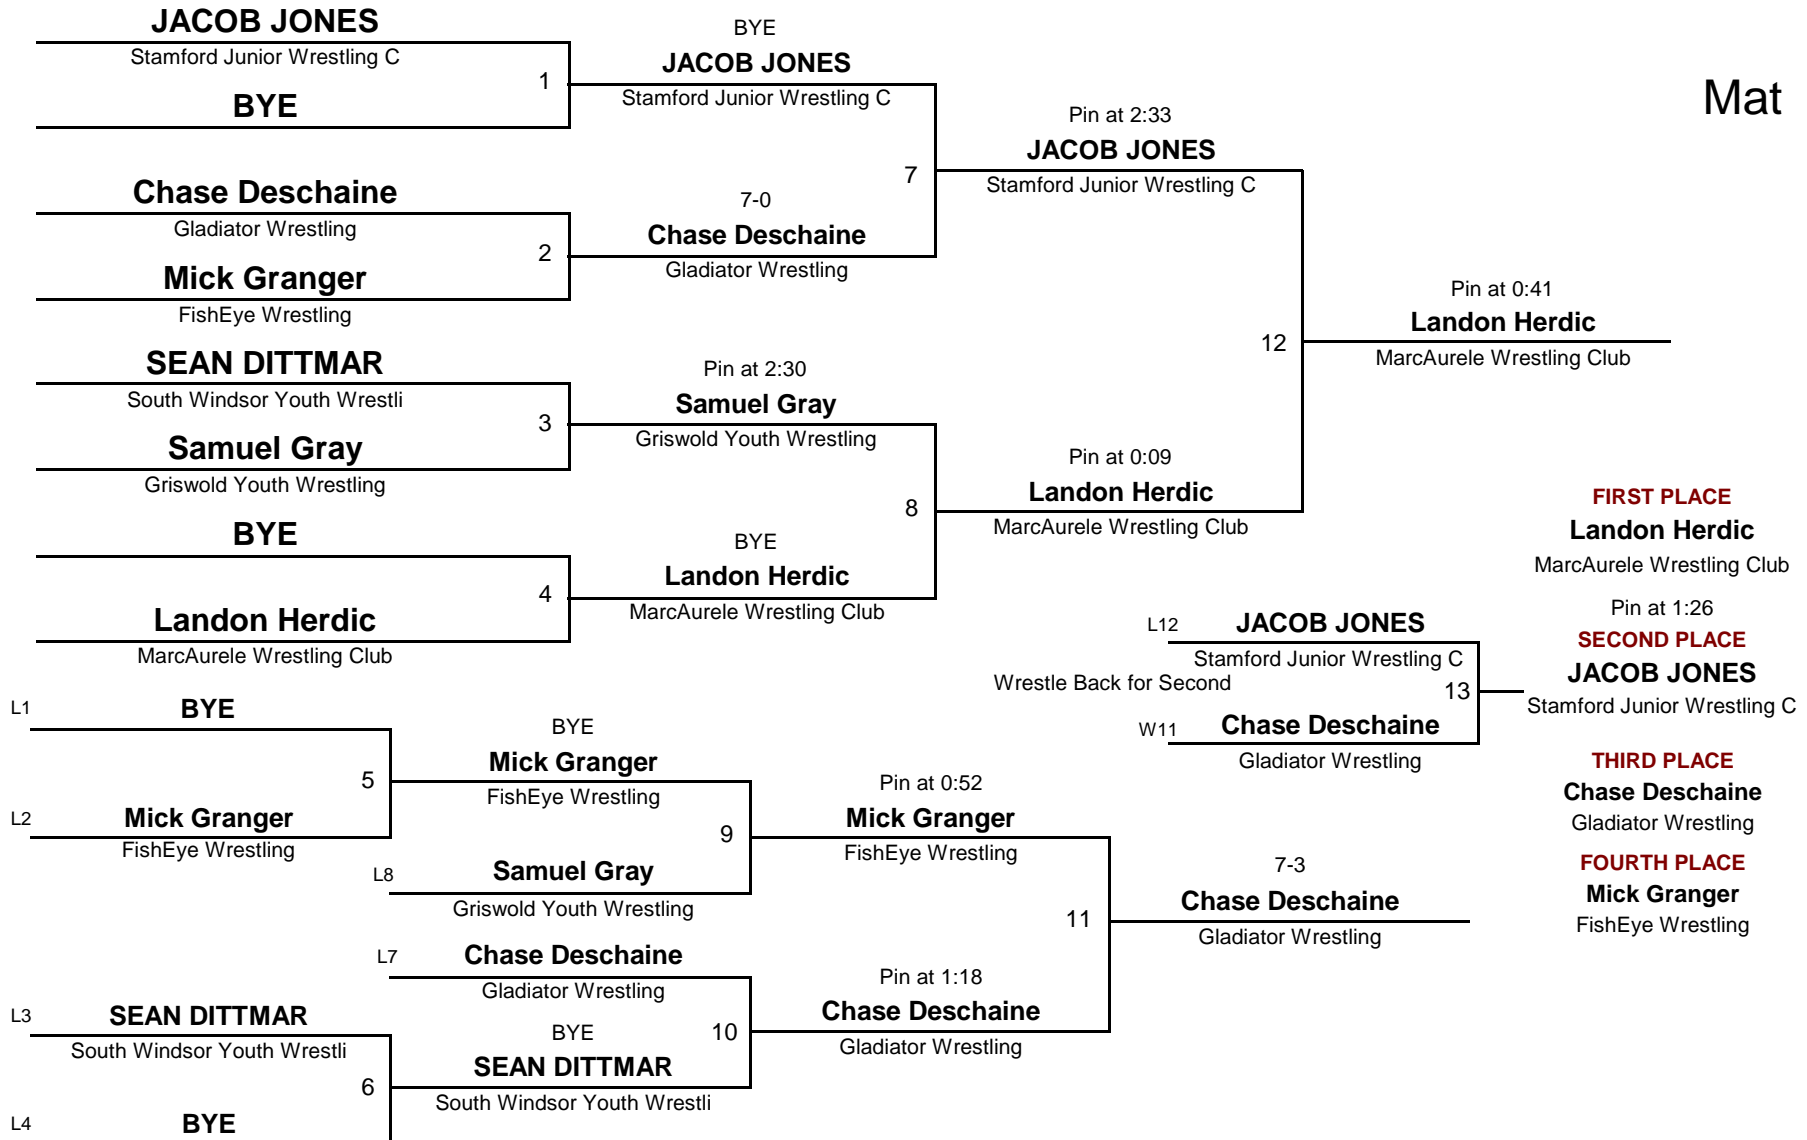 JACOB JONES
Stamford Junior Wrestling C
1
BYE
BYE
JACOB JONES
Stamford Junior Wrestling C
Mat
Chase Deschaine
Gladiator Wrestling
2
Mick Granger
FishEye Wrestling
7-0
Chase Deschaine
Gladiator Wrestling
7
Pin at 2:33
JACOB JONES
Stamford Junior Wrestling C
SEAN DITTMAR
South Windsor Youth Wrestli
3
Samuel Gray
Griswold Youth Wrestling
Pin at 2:30
Samuel Gray
Griswold Youth Wrestling
12
Pin at 0:41
Landon Herdic
MarcAurele Wrestling Club
BYE
4
Landon Herdic
MarcAurele Wrestling Club
BYE
Landon Herdic
MarcAurele Wrestling Club
8
Pin at 0:09
Landon Herdic
MarcAurele Wrestling Club
FIRST PLACE
Landon Herdic
MarcAurele Wrestling Club
L12
JACOB JONES
Stamford Junior Wrestling C
Wrestle Back for Second
13
W11
Chase Deschaine
Gladiator Wrestling
Pin at 1:26
SECOND PLACE
JACOB JONES
Stamford Junior Wrestling C
THIRD PLACE
Chase Deschaine
Gladiator Wrestling
FOURTH PLACE
Mick Granger
FishEye Wrestling
L1
BYE
5
L2
Mick Granger
FishEye Wrestling
BYE
Mick Granger
FishEye Wrestling
9
L8
Samuel Gray
Griswold Youth Wrestling
Pin at 0:52
Mick Granger
FishEye Wrestling
11
7-3
Chase Deschaine
Gladiator Wrestling
L7
Chase Deschaine
Gladiator Wrestling
10
Pin at 1:18
Chase Deschaine
Gladiator Wrestling
L3
SEAN DITTMAR
South Windsor Youth Wrestli
6
BYE
SEAN DITTMAR
South Windsor Youth Wrestli
L4
BYE